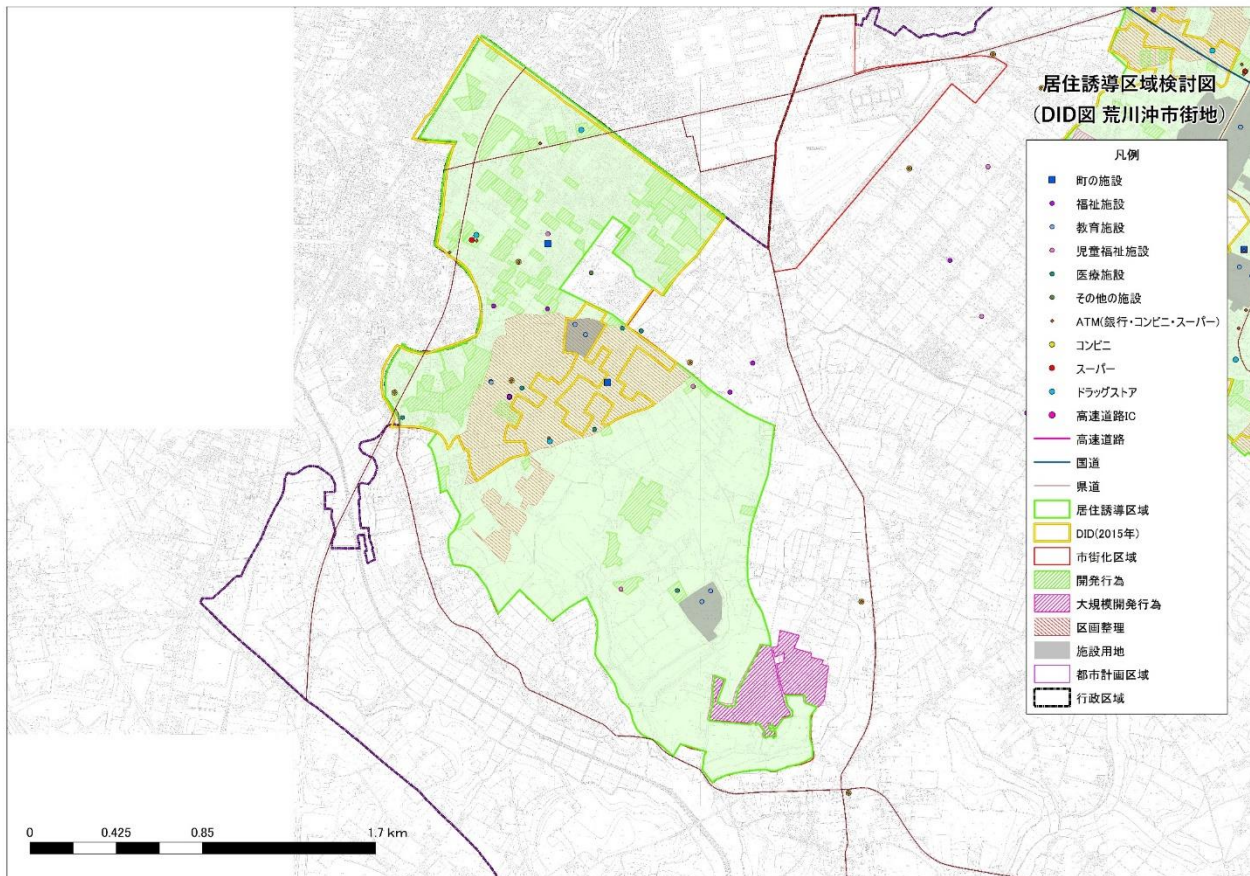 居住誘導区域検討図
(DID図 荒川沖市街地)
凡例
町の施設
福祉施設
教育施設
児童福祉施設
医療施設
その他の施設
ATM(銀行・コンビニ・スーパー)
コンビニ
スーパー
ドラッグストア
高速道路IC
高速道路
国道
県道
居住誘導区域
DID(2015年)
市街化区域
開発行為
大規模開発行為
区画整理
施設用地
都市計画区域
行政区域
0 0.425 0.85 1.7 km